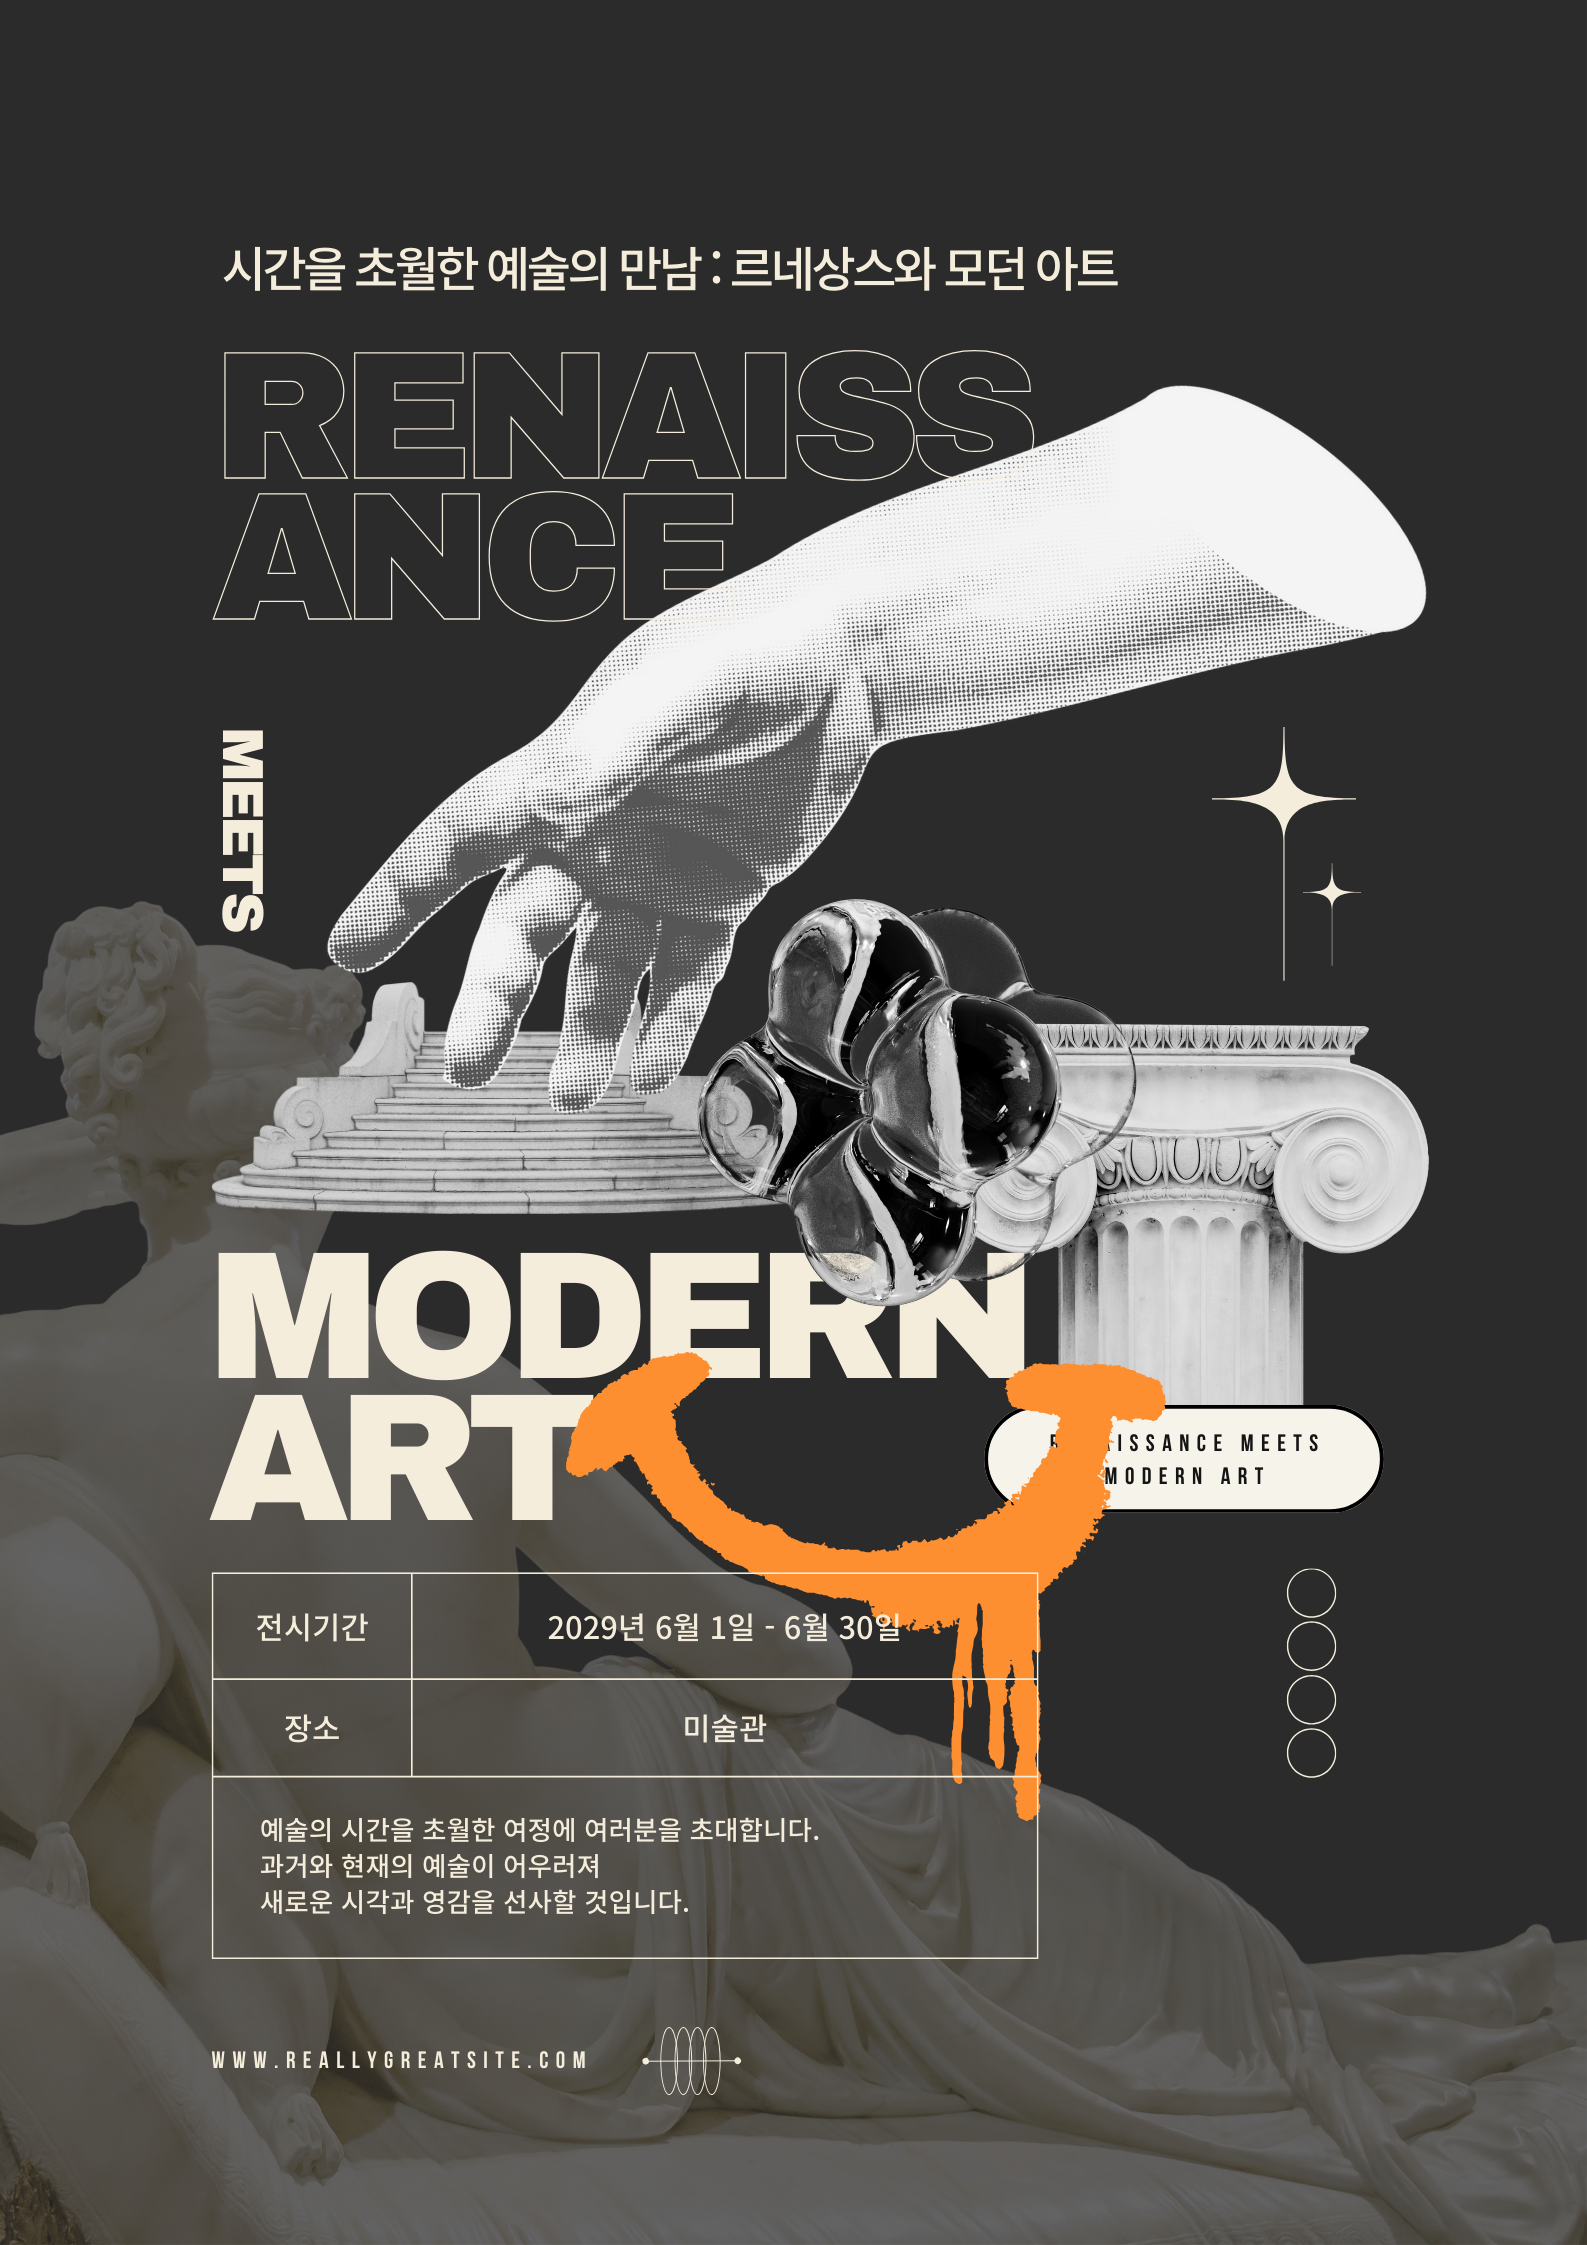 시간을 초월한 예술의 만남 : 르네상스와 모던 아트
RENAISS
ANCE
MEETS
MODERN
ART
MEETS
MODERN ART
전시기간 2029년 6월 1일 - 6월 30일
장소 미술관
예술의 시간을 초월한 여정에 여러분을 초대합니다.
과거와 현재의 예술이 어우러져
새로운 시각과 영감을 선사할 것입니다.
WWW.REALLYGREATSITE.COM